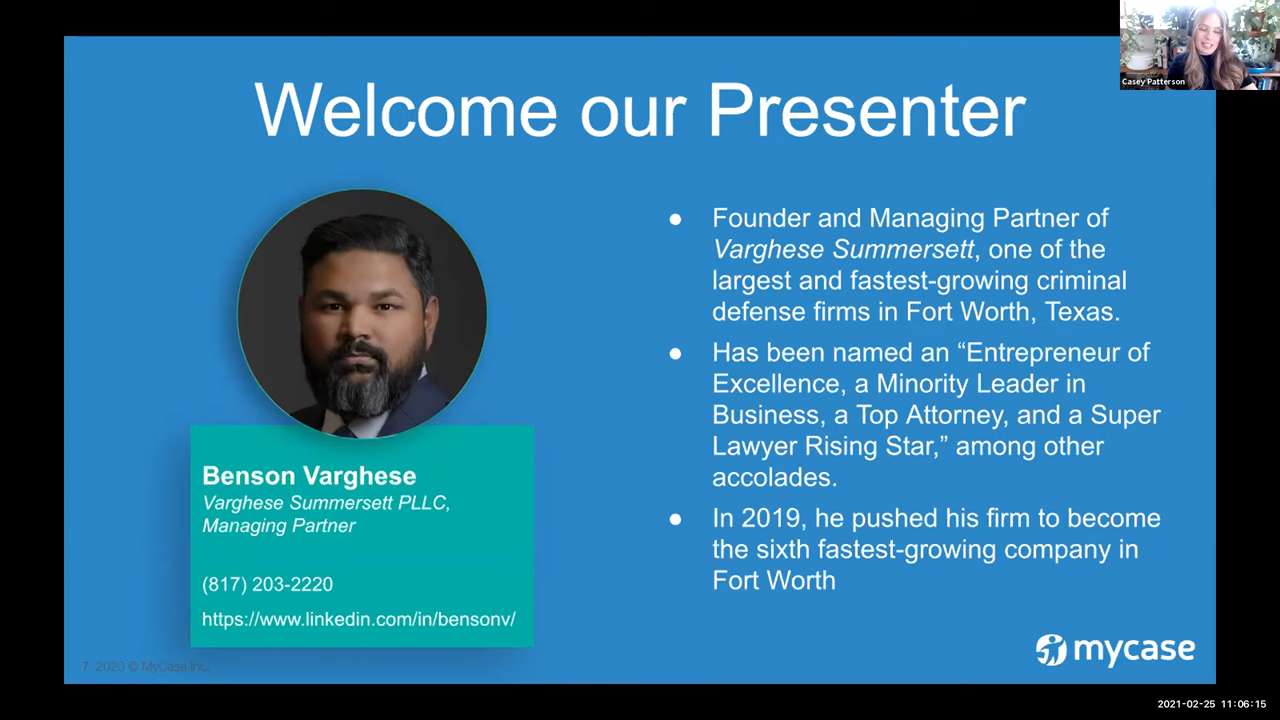 Welcome our Presenter
Casey Patterson
Benson Varghese
Varghese Summersett PLLC,
Managing Partner
(817) 203-2220
https://www.linkedin.com/in/bensonv/
● Founder and Managing Partner of
Varghese Summersett, one of the
largest and fastest-growing criminal
defense firms in Fort Worth, Texas.
● Has been named an “Entrepreneur of
Excellence, a Minority Leader in
Business, a Top Attorney, and a Super
Lawyer Rising Star,” among other
accolades.
● In 2019, he pushed his firm to become
the sixth fastest-growing company in
Fort Worth
7 2020 © MyCase Inc.
mycase
2021-02-25 11:06:15